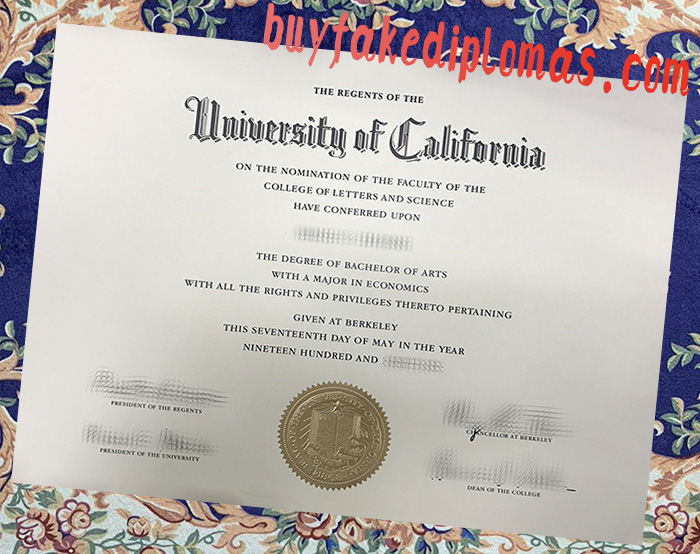 buyfakediplomas.com
THE REGENTS OF THE
University of California
ON THE NOMINATION OF THE FACULTY OF THE
COLLEGE OF LETTERS AND SCIENCE
HAVE CONFERRED UPON
THE DEGREE OF BACHELOR OF ARTS
WITH A MAJOR IN ECONOMICS
WITH ALL THE RIGHTS AND PRIVILEGES THERETO PERTAINING
GIVEN AT BERKELEY
THIS SEVENTEENTH DAY OF MAY IN THE YEAR
NINETEEN HUNDRED AND
PRESIDENT OF THE REGENTS
CHANCELLOR AT BERKELEY
PRESIDENT OF THE UNIVERSITY
DEAN OF THE COLLEGE